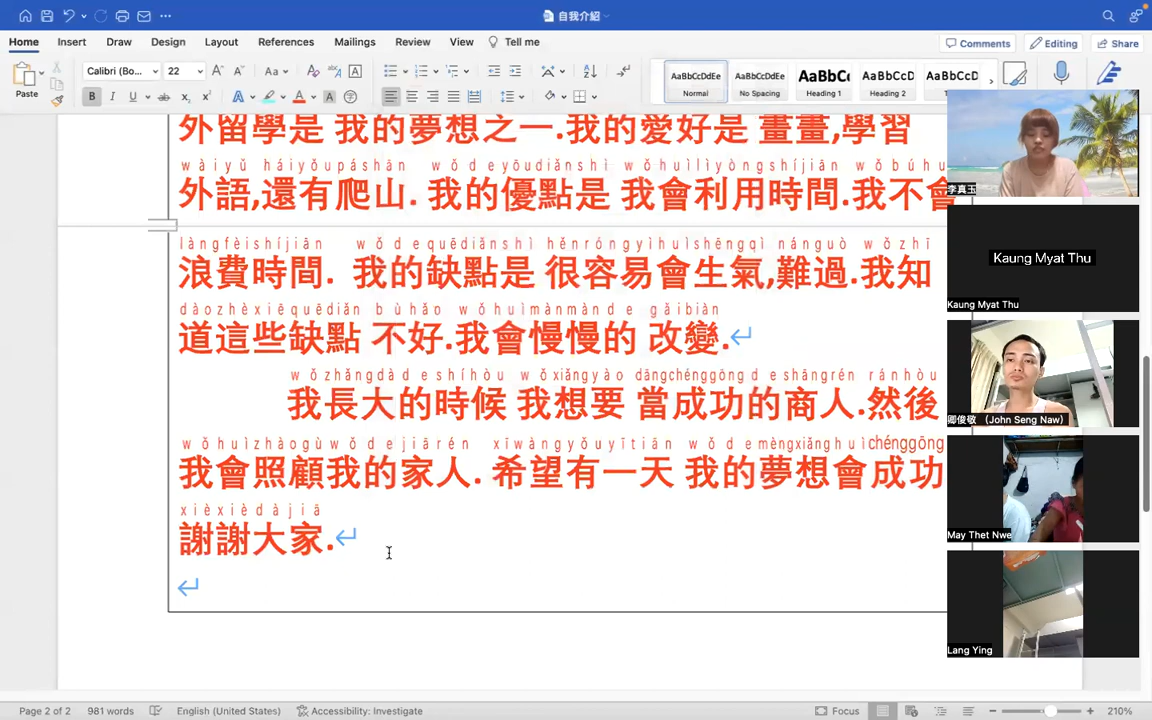 自我介紹
Home Insert Draw Design Layout References Mailings Review View Tell me Comments Editing Share
Paste Calibri (Bo... 22 Aa AaBbCcDdEe Normal AaBbCcDdEe No Spacing AaBbCc Heading 1 AaBbCcD Heading 2 AaBbCcD
外留學是 我的夢想之一.我的愛好是 畫畫,學習
wàiyǔ háiyǒupáshān wǒdeyōudiǎnshì wǒhuìlìyòngshíjiān wǒbúhu
外語,還有爬山. 我的優點是 我會利用時間.我不會
làngfèishíjiān wǒdequēdiǎnshì hěnróngyìhuìshēngqì nánguò wǒzhī
浪費時間. 我的缺點是 很容易會生氣,難過.我知
dàozhèxiēquēdiǎn bùhǎo wǒhuìmànmànde gǎibiàn
道這些缺點 不好.我會慢慢的 改變.
wǒzhǎngdàdeshíhòu wǒxiǎngyào dāngchénggōngdeshāngrén ránhòu
我長大的時候 我想要 當成功的商人.然後
wǒhuìzhàogùwǒdejiārén xīwàngyǒuyītiān wǒdemèngxiǎnghuìchénggōng
我會照顧我的家人. 希望有一天 我的夢想會成功
xièxièdàjiā
謝謝大家.
李真玉
Kaung Myat Thu
Kaung Myat Thu
卿俊敬 （John Seng Naw）
May Thet Nwe
Lang Ying
Page 2 of 2 981 words English (United States) Accessibility: Investigate Focus 210%